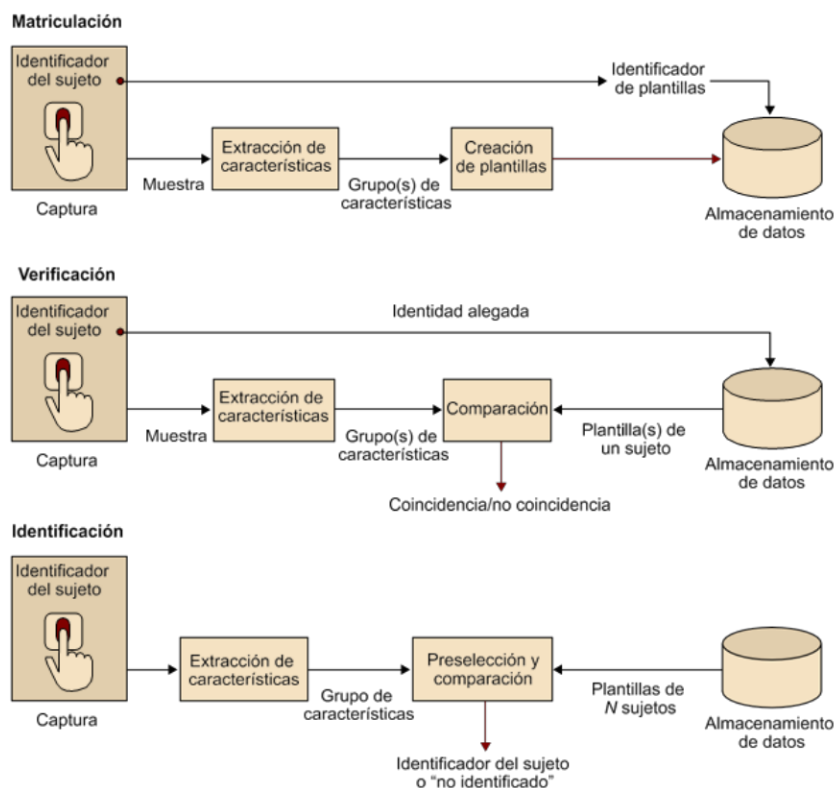 Matriculación
Identificador
del sujeto
Identificador
de plantillas
Extracción de
características
Creación
de plantillas
Muestra
Grupo(s) de
características
Captura
Almacenamiento
de datos
Verificación
Identificador
del sujeto
Identidad alegada
Extracción de
características
Comparación
Muestra
Grupo(s) de
características
Plantilla(s) de
un sujeto
Captura
Almacenamiento
de datos
Coincidencia/no coincidencia
Identificación
Identificador
del sujeto
Extracción de
características
Preselección y
comparación
Grupo de
características
Plantillas de
N sujetos
Captura
Almacenamiento
de datos
Identificador del sujeto
o “no identificado”